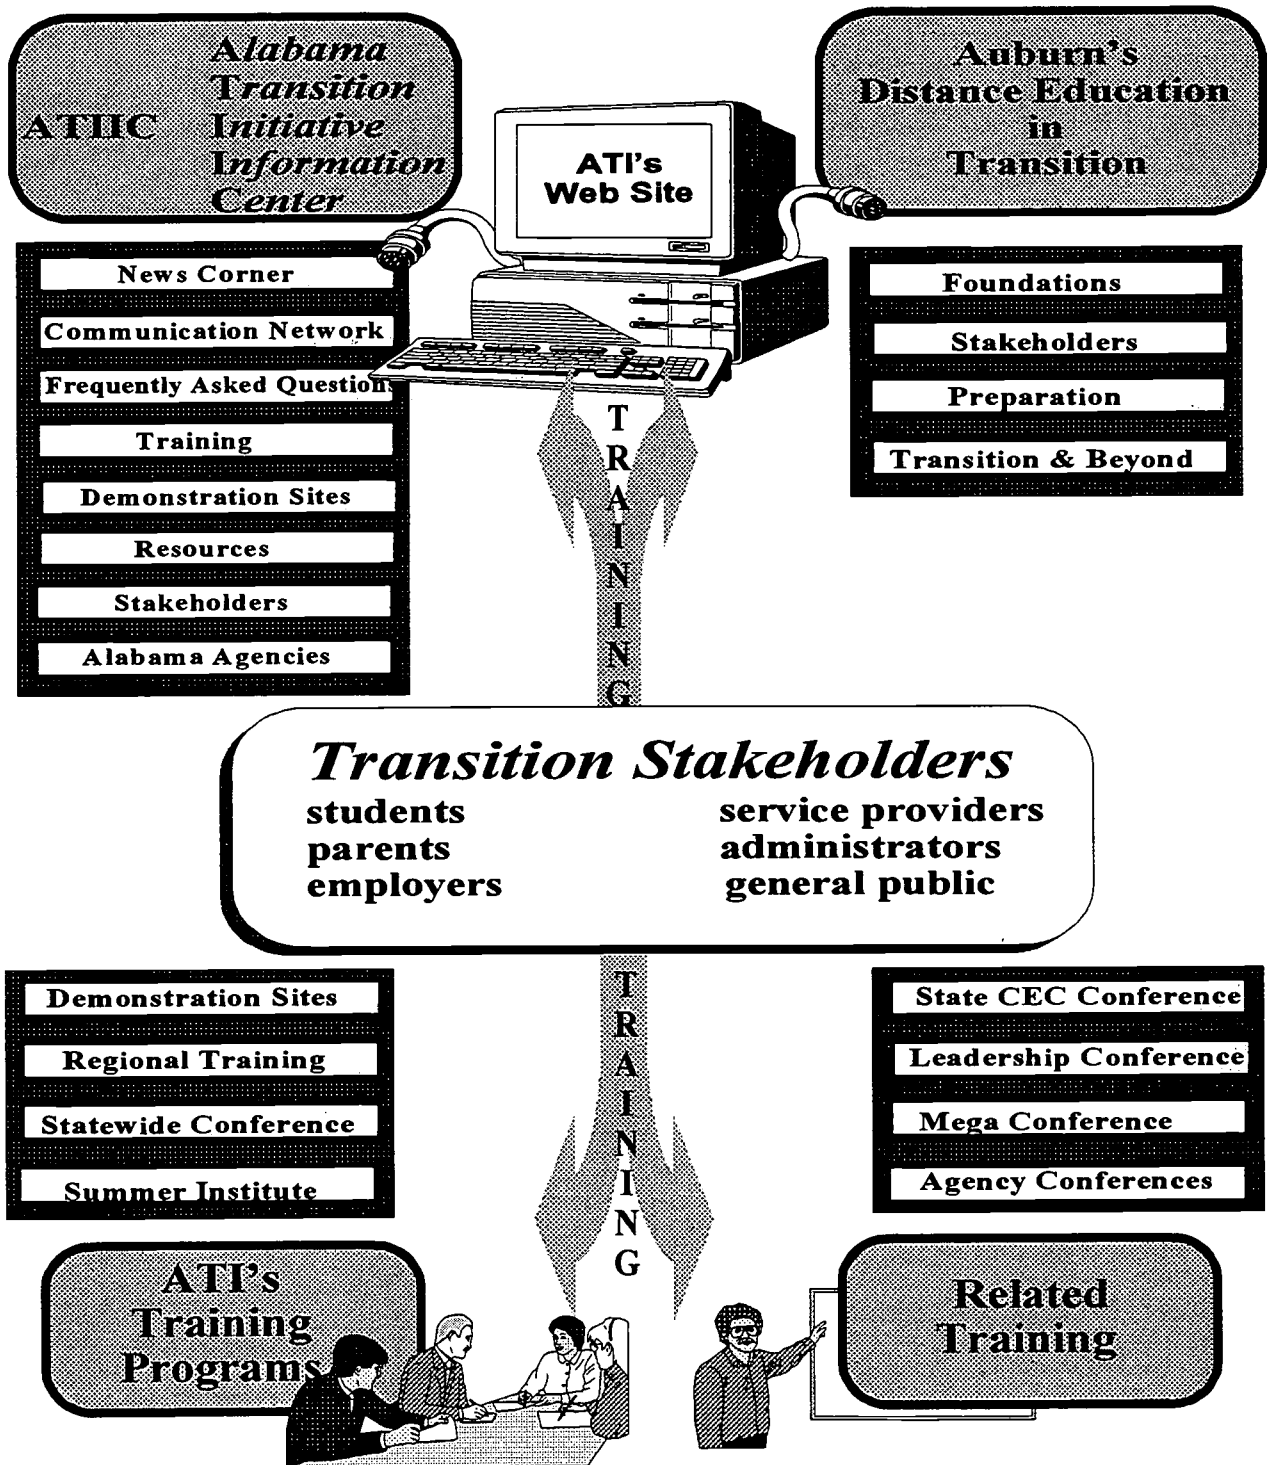 ATIIC
Alabama
Transition
Initiative
Information
Center
Auburn's
Distance Education
in
Transition
ATI's
Web Site
News Corner
Communication Network
Frequently Asked Questions
Training
Demonstration Sites
Resources
Stakeholders
Alabama Agencies
Foundations
Stakeholders
Preparation
Transition & Beyond
TRAINING
Transition Stakeholders
students
parents
employers
service providers
administrators
general public
TRAINING
Demonstration Sites
Regional Training
Statewide Conference
Summer Institute
State CEC Conference
Leadership Conference
Mega Conference
Agency Conferences
ATI's
Training
Programs
Related
Training